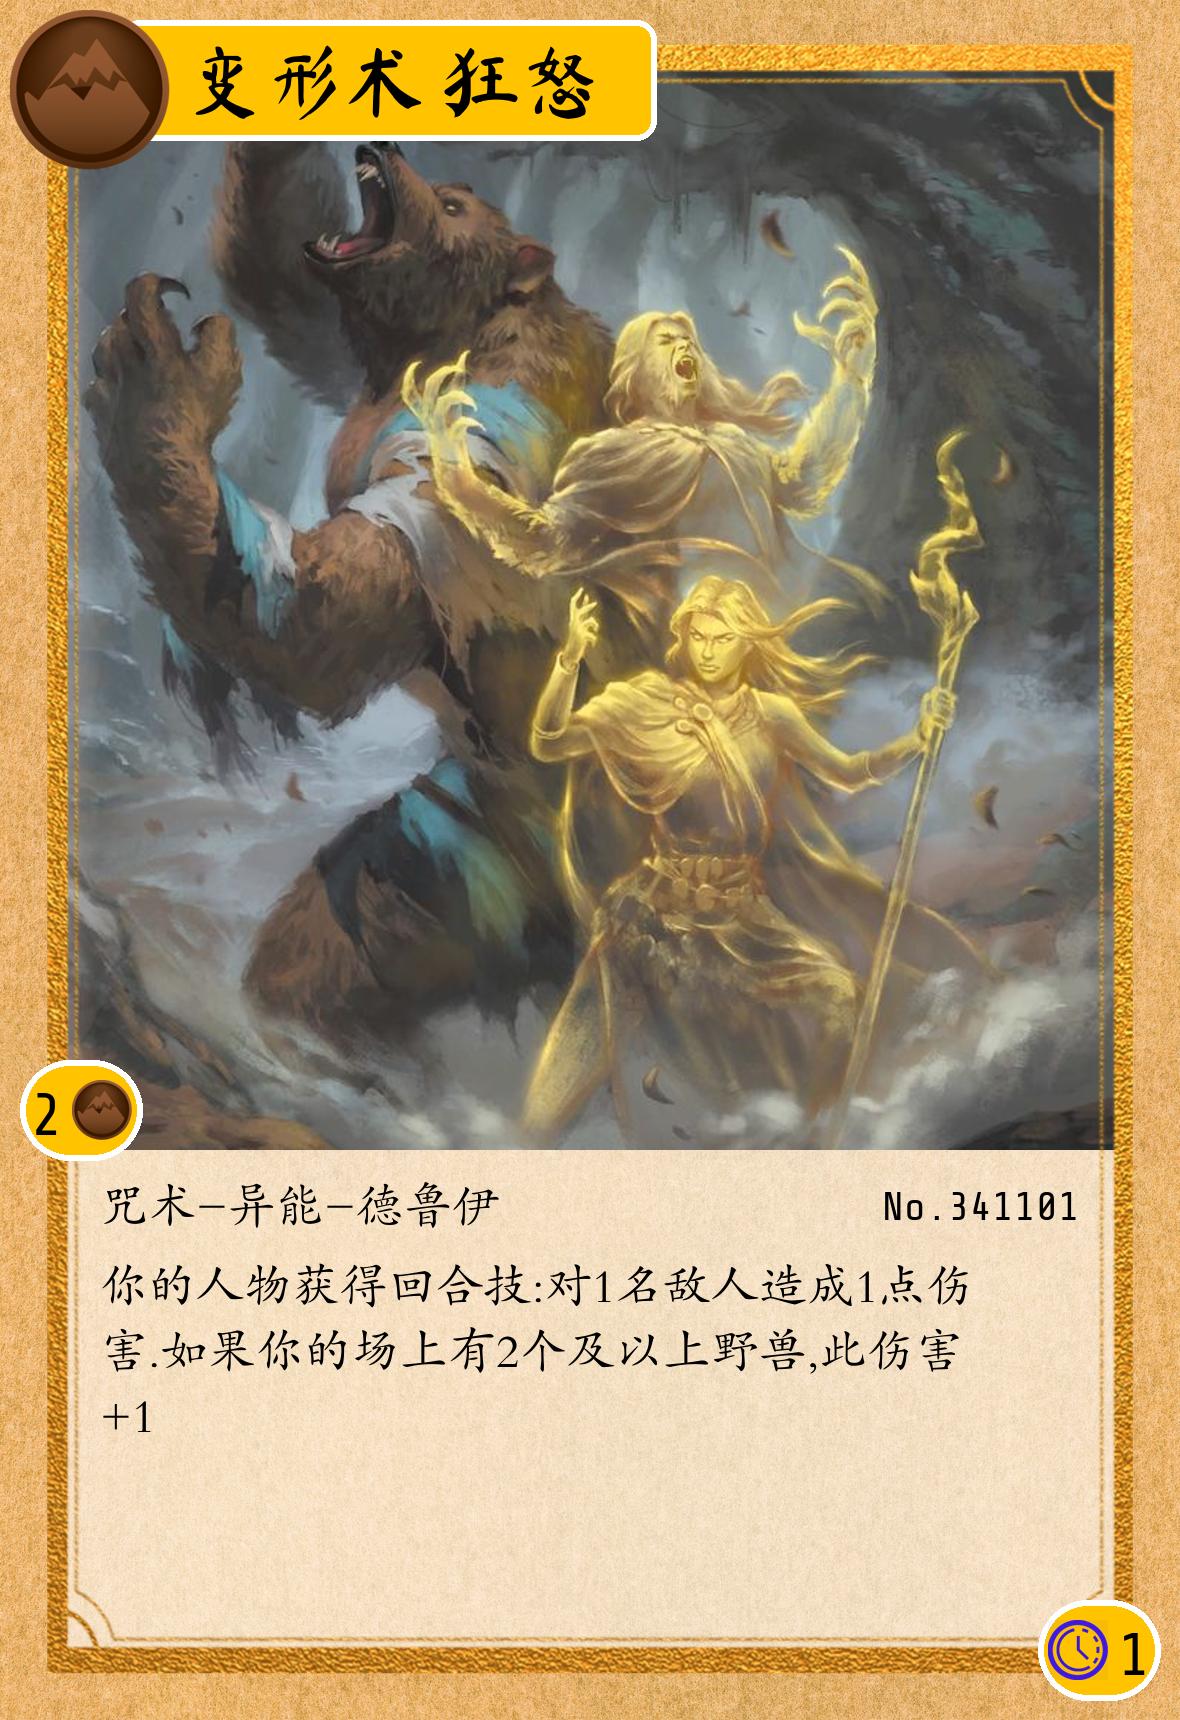 变形术 狂怒
2
咒术–异能–德鲁伊
No.341101
你的人物获得回合技:对1名敌人造成1点伤
害.如果你的场上有2个及以上野兽,此伤害
+1
1